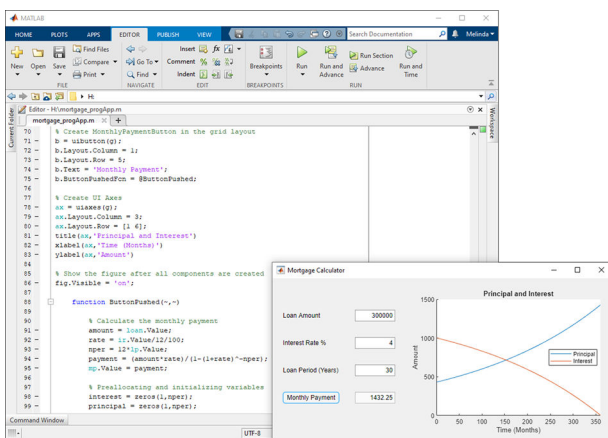 MATLAB
HOME PLOTS APPS EDITOR PUBLISH VIEW Search Documentation Melinda
New Open Save Find Files Compare Print Go To Find Insert fx Comment % Indent Breakpoints Run Run and Advance Run Section Advance Run and Time
FILE NAVIGATE EDIT BREAKPOINTS RUN
H:
Current Folder
Workspace
Editor - H:\mortgage_progApp.m
mortgage_progApp.m
70 % Create MonthlyPaymentButton in the grid layout
71 - b = uibutton(g);
72 - b.Layout.Column = 1;
73 - b.Layout.Row = 5;
74 - b.Text = 'Monthly Payment';
75 - b.ButtonPushedFcn = @ButtonPushed;
76
77 % Create UI Axes
78 - ax = uiaxes(g);
79 - ax.Layout.Column = 3;
80 - ax.Layout.Row = [1 6];
81 - title(ax,'Principal and Interest')
82 - xlabel(ax,'Time (Months)')
83 - ylabel(ax,'Amount')
84
85 % Show the figure after all components are created
86 - fig.Visible = 'on';
87
88 function ButtonPushed(~,~)
89
90 % Calculate the monthly payment
91 - amount = loan.Value;
92 - rate = ir.Value/12/100;
93 - nper = 12*lp.Value;
94 - payment = (amount*rate)/(1-(1+rate)^-nper);
95 - mp.Value = payment;
96
97 % Preallocating and initializing variables
98 - interest = zeros(1,nper);
99 - principal = zeros(1,nper);
Command Window
UTF-8
Mortgage Calculator
Loan Amount 300000
Interest Rate % 4
Loan Period (Years) 30
Monthly Payment 1432.25
Principal and Interest
1500
1000
500
0
Amount
Principal
Interest
0 50 100 150 200 250 300 350
Time (Months)